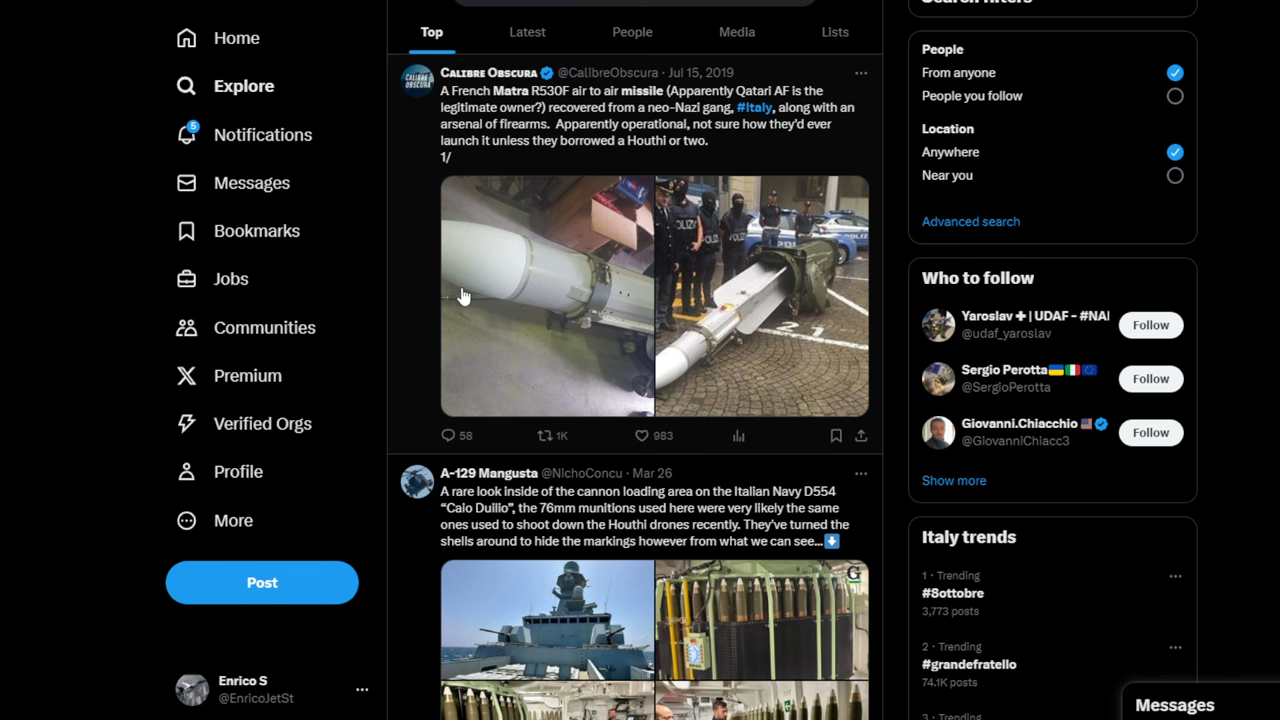 Home
Explore
5
Notifications
Messages
Bookmarks
Jobs
Communities
Premium
Verified Orgs
Profile
More
Post
Enrico S
@EnricoJetSt
Top
Latest
People
Media
Lists
CALIBRE OBSCURA @CalibreObscura · Jul 15, 2019
A French Matra R530F air to air missile (Apparently Qatari AF is the
legitimate owner?) recovered from a neo-Nazi gang, #Italy, along with an
arsenal of firearms. Apparently operational, not sure how they'd ever
launch it unless they borrowed a Houthi or two.
1/
CALIBRE
OBSCURA
POLIZIA
58
1K
983
A-129 Mangusta @NichoConcu · Mar 26
A rare look inside of the cannon loading area on the Italian Navy D554
“Caio Duilio”, the 76mm munitions used here were very likely the same
ones used to shoot down the Houthi drones recently. They've turned the
shells around to hide the markings however from what we can see...
G
People
From anyone
People you follow
Location
Anywhere
Near you
Advanced search
Who to follow
Yaroslav | UDAF - #NAI
@udaf_yaroslav
Follow
Sergio Perotta
@SergioPerotta
Follow
Giovanni.Chiacchio
@GiovanniChiacc3
Follow
Show more
Italy trends
1 · Trending
#8ottobre
3,773 posts
2 · Trending
#grandefratello
74.1K posts
Messages